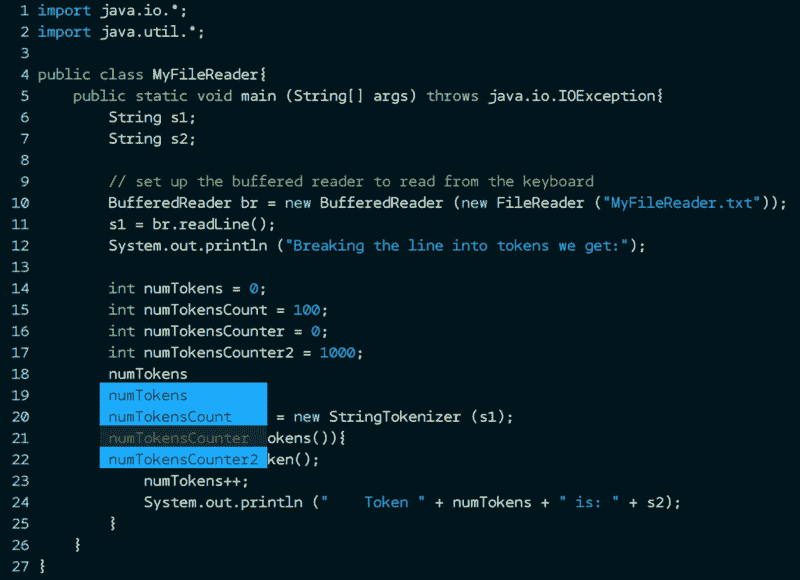 1 import java.io.*;
2 import java.util.*;
3
4 public class MyFileReader{
5 public static void main (String[] args) throws java.io.IOException{
6 String s1;
7 String s2;
8
9 // set up the buffered reader to read from the keyboard
10 BufferedReader br = new BufferedReader (new FileReader ("MyFileReader.txt"));
11 s1 = br.readLine();
12 System.out.println ("Breaking the line into tokens we get:");
13
14 int numTokens = 0;
15 int numTokensCount = 100;
16 int numTokensCounter = 0;
17 int numTokensCounter2 = 1000;
18 numTokens
19 numTokens
20 numTokensCount = new StringTokenizer (s1);
21 numTokensCounter okens()){
22 numTokensCounter2 ken();
23 numTokens++;
24 System.out.println (" Token " + numTokens + " is: " + s2);
25 }
26 }
27 }